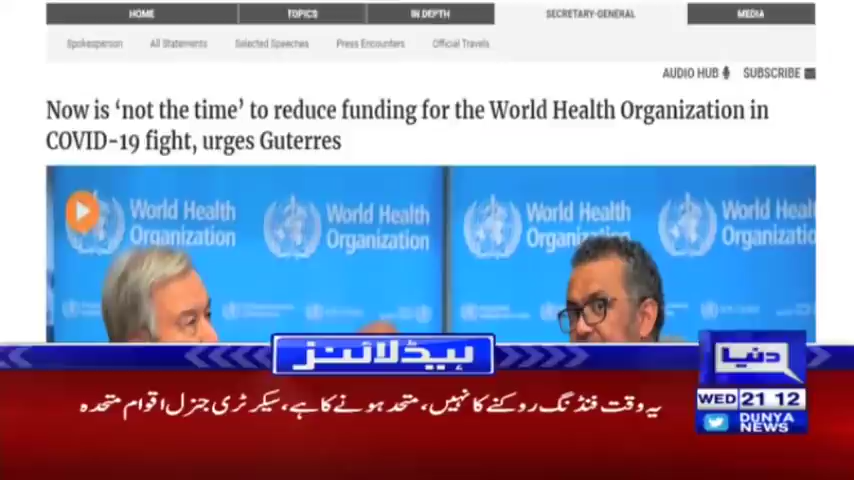 HOME TOPICS IN DEPTH SECRETARY-GENERAL MEDIA
Spokesperson All Statements Selected Speeches Press Encounters Official Travels
AUDIO HUB SUBSCRIBE
Now is ‘not the time’ to reduce funding for the World Health Organization in
COVID-19 fight, urges Guterres
World Health Organization
World Health Organization
World Health Organization
World Health Organizatio
ہیڈلائنز
دنیا
یہ وقت فنڈنگ روکنے کا نہیں، متحد ہونے کا ہے، سیکرٹری جنرل اقوام متحدہ
WED 21 12
DUNYA
NEWS